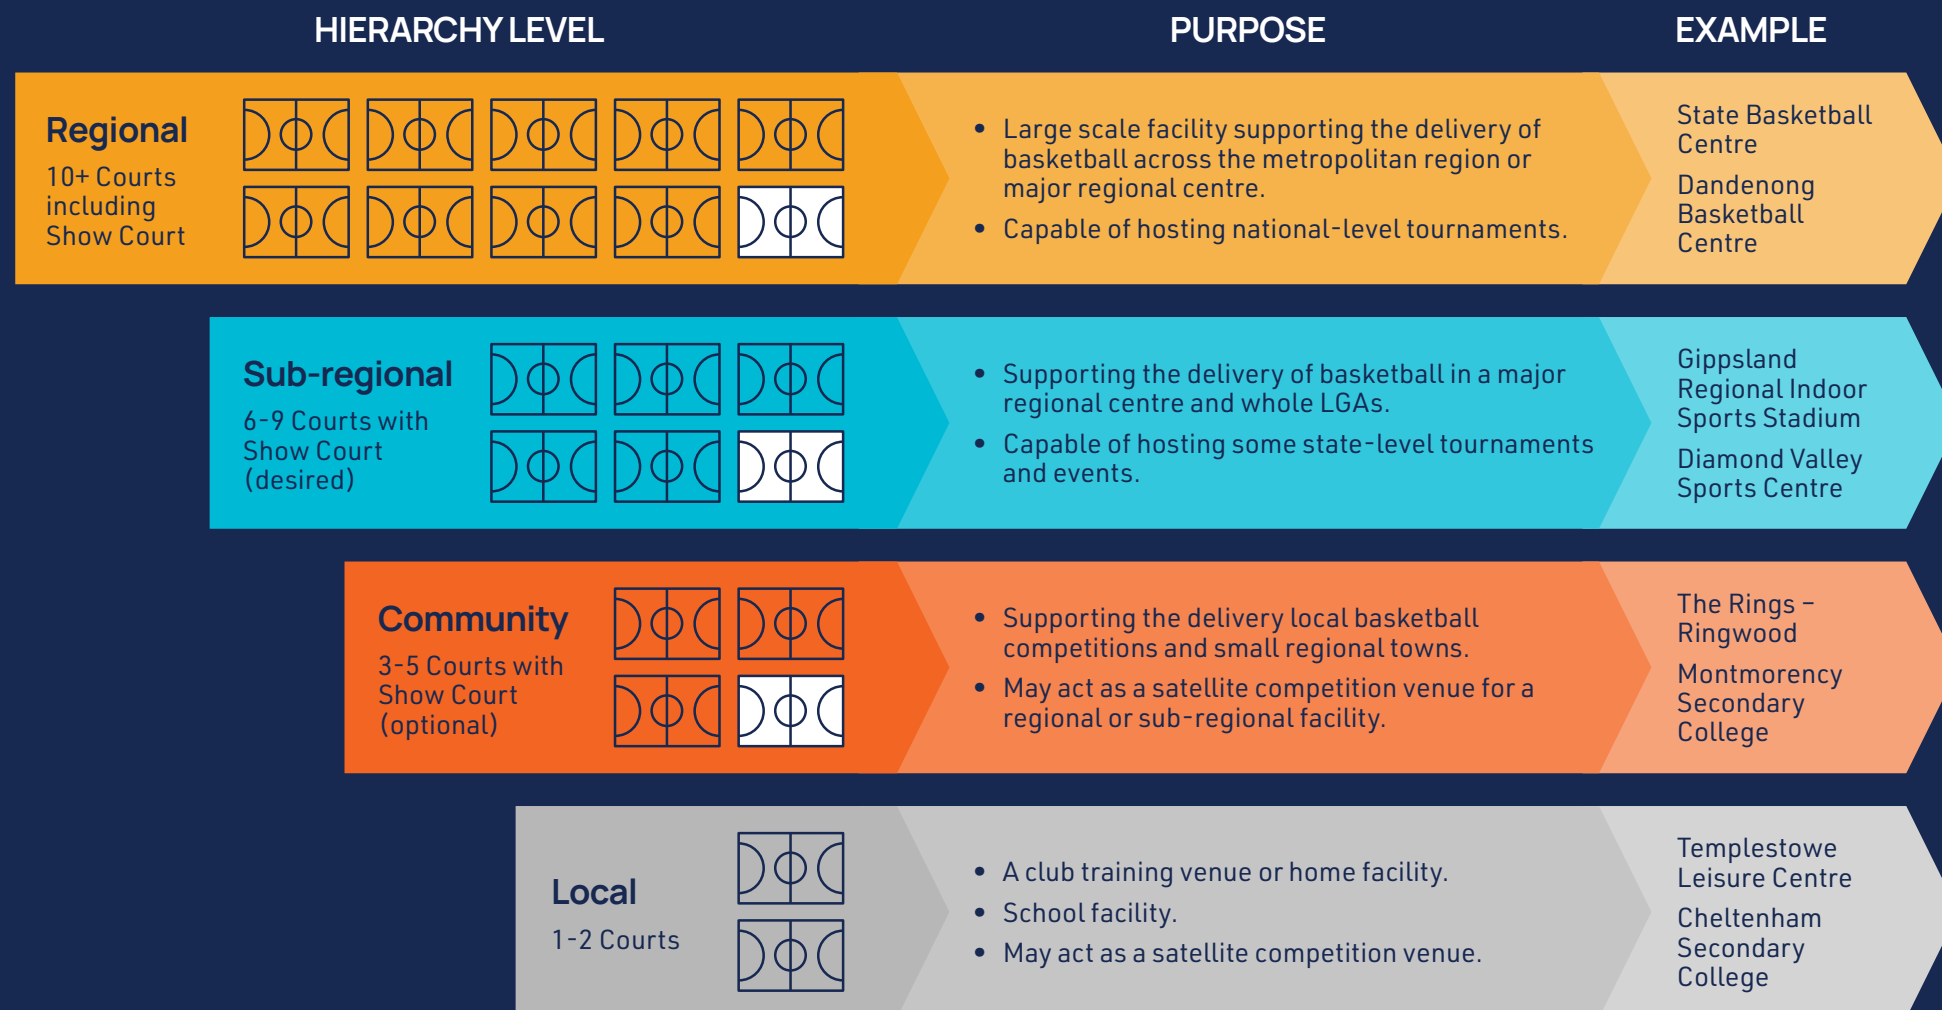 HIERARCHY LEVEL
PURPOSE
EXAMPLE
Regional
10+ Courts
including
Show Court
• Large scale facility supporting the delivery of
basketball across the metropolitan region or
major regional centre.
• Capable of hosting national-level tournaments.
State Basketball
Centre
Dandenong
Basketball
Centre
Sub-regional
6-9 Courts with
Show Court
(desired)
• Supporting the delivery of basketball in a major
regional centre and whole LGAs.
• Capable of hosting some state-level tournaments
and events.
Gippsland
Regional Indoor
Sports Stadium
Diamond Valley
Sports Centre
Community
3-5 Courts with
Show Court
(optional)
• Supporting the delivery local basketball
competitions and small regional towns.
• May act as a satellite competition venue for a
regional or sub-regional facility.
The Rings –
Ringwood
Montmorency
Secondary
College
Local
1-2 Courts
• A club training venue or home facility.
• School facility.
• May act as a satellite competition venue.
Templestowe
Leisure Centre
Cheltenham
Secondary
College